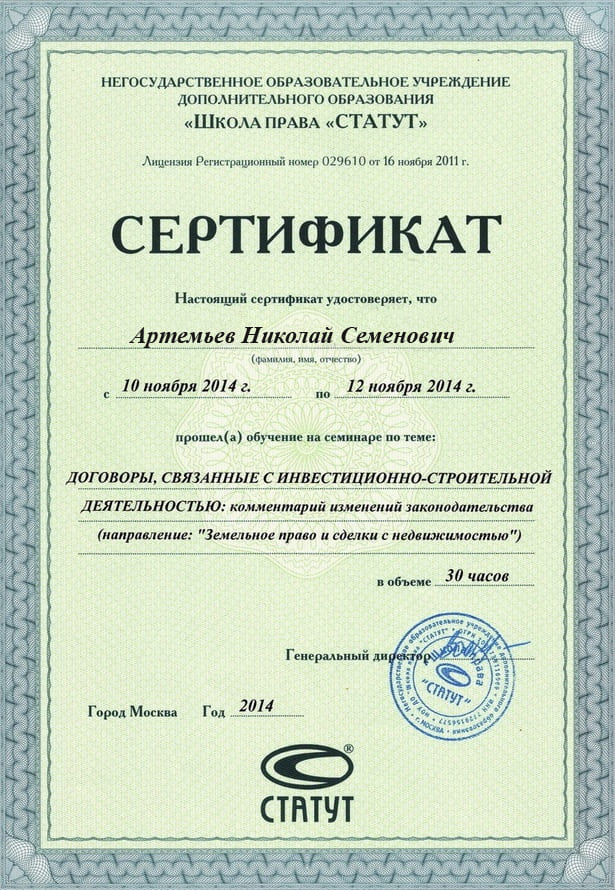 НЕГОСУДАРСТВЕННОЕ ОБРАЗОВАТЕЛЬНОЕ УЧРЕЖДЕНИЕ
ДОПОЛНИТЕЛЬНОГО ОБРАЗОВАНИЯ
«ШКОЛА ПРАВА «СТАТУТ»
Лицензия Регистрационный номер 029610 от 16 ноября 2011 г.
СЕРТИФИКАТ
Настоящий сертификат удостоверяет, что
Артемьев Николай Семенович
(фамилия, имя, отчество)
с 10 ноября 2014 г. по 12 ноября 2014 г.
прошел(а) обучение на семинаре по теме:
ДОГОВОРЫ, СВЯЗАННЫЕ С ИНВЕСТИЦИОННО-СТРОИТЕЛЬНОЙ
ДЕЯТЕЛЬНОСТЬЮ: комментарий изменений законодательства
(направление: "Земельное право и сделки с недвижимостью")
в объеме 30 часов
Генеральный директор
"СТАТУТ"
Город Москва Год 2014
®
СТАТУТ